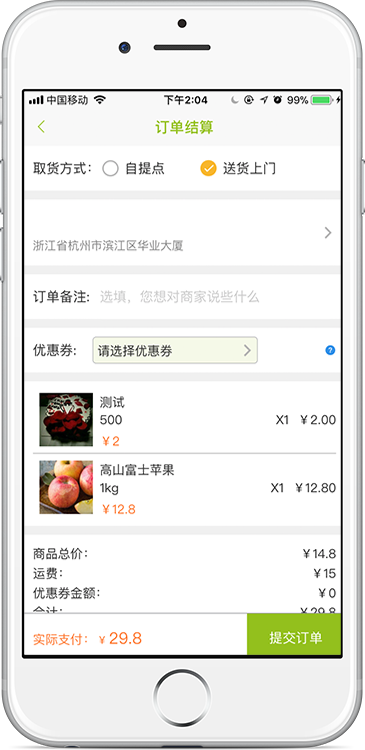 中国移动 下午2:04 99%
订单结算
取货方式: 自提点 送货上门
浙江省杭州市滨江区华业大厦
订单备注: 选填，您想对商家说些什么
优惠券: 请选择优惠券 ?
测试
500 X1 ￥2.00
￥2
高山富士苹果
1kg X1 ￥12.80
￥12.8
商品总价: ￥14.8
运费: ￥15
优惠券金额: ￥0
合计: ￥29.8
实际支付: ￥29.8 提交订单